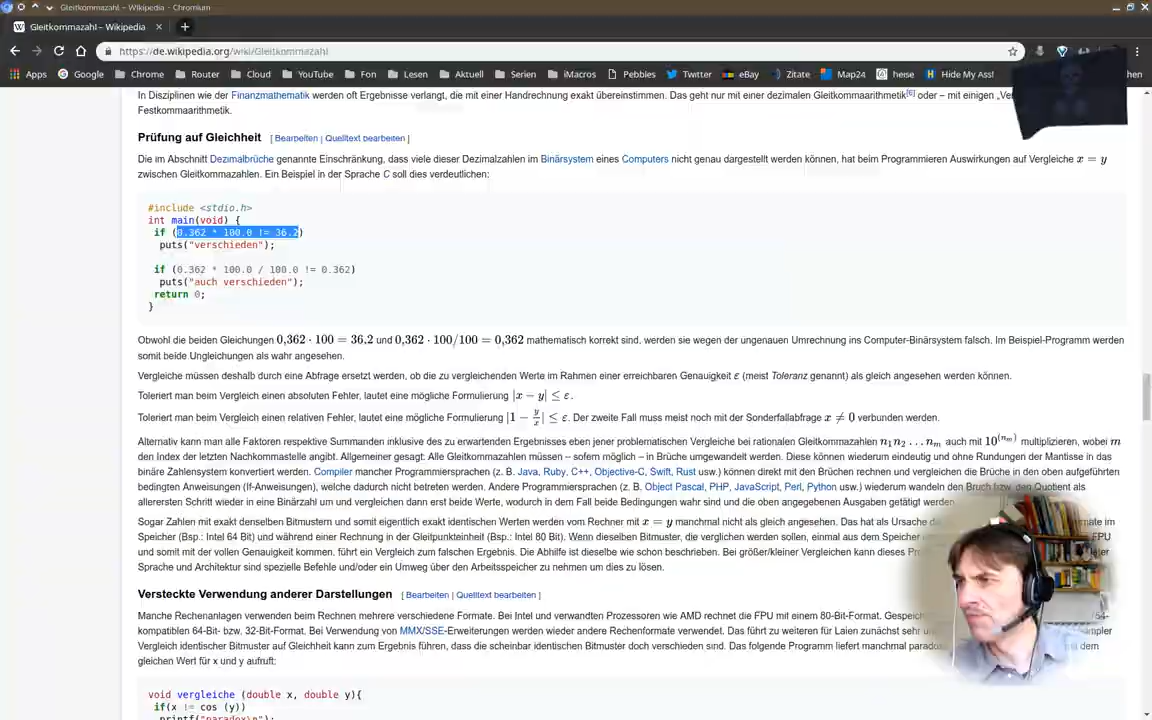 Gleitkommazahl – Wikipedia - Chromium
W Gleitkommazahl – Wikipedia
https://de.wikipedia.org/wiki/Gleitkommazahl
Apps Google Chrome Router Cloud YouTube Fon Lesen Aktuell Serien iMacros Pebbles Twitter eBay Zitate Map24 heise Hide My Ass! hen
In Disziplinen wie der Finanzmathematik werden oft Ergebnisse verlangt, die mit einer Handrechnung exakt übereinstimmen. Das geht nur mit einer dezimalen Gleitkommaarithmetik[6] oder – mit einigen
Festkommaarithmetik.
Prüfung auf Gleichheit [ Bearbeiten | Quelltext bearbeiten ]
Die im Abschnitt Dezimalbrüche genannte Einschränkung, dass viele dieser Dezimalzahlen im Binärsystem eines Computers nicht genau dargestellt werden können, hat beim Programmieren Auswirkungen auf Vergleiche x = y
zwischen Gleitkommazahlen. Ein Beispiel in der Sprache C soll dies verdeutlichen:
#include <stdio.h>
int main(void) {
if (0.362 * 100.0 != 36.2)
puts("verschieden");
if (0.362 * 100.0 / 100.0 != 0.362)
puts("auch verschieden");
return 0;
}
Obwohl die beiden Gleichungen 0,362 · 100 = 36,2 und 0,362 · 100/100 = 0,362 mathematisch korrekt sind, werden sie wegen der ungenauen Umrechnung ins Computer-Binärsystem falsch. Im Beispiel-Programm werden
somit beide Ungleichungen als wahr angesehen.
Vergleiche müssen deshalb durch eine Abfrage ersetzt werden, ob die zu vergleichenden Werte im Rahmen einer erreichbaren Genauigkeit ε (meist Toleranz genannt) als gleich angesehen werden können.
Toleriert man beim Vergleich einen absoluten Fehler, lautet eine mögliche Formulierung |x − y| ≤ ε.
Toleriert man beim Vergleich einen relativen Fehler, lautet eine mögliche Formulierung |1 − y/x| ≤ ε. Der zweite Fall muss meist noch mit der Sonderfallabfrage x ≠ 0 verbunden werden.
Alternativ kann man alle Faktoren respektive Summanden inklusive des zu erwartenden Ergebnisses eben jener problematischen Vergleiche bei rationalen Gleitkommazahlen n₁n₂ … nₘ auch mit 10^(nₘ) multiplizieren, wobei m
den Index der letzten Nachkommastelle angibt. Allgemeiner gesagt: Alle Gleitkommazahlen müssen – sofern möglich – in Brüche umgewandelt werden. Diese können wiederum eindeutig und ohne Rundungen der Mantisse in das
binäre Zahlensystem konvertiert werden. Compiler mancher Programmiersprachen (z. B. Java, Ruby, C++, Objective-C, Swift, Rust usw.) können direkt mit den Brüchen rechnen und vergleichen die Brüche in den oben aufgeführten
bedingten Anweisungen (If-Anweisungen), welche dadurch nicht betreten werden. Andere Programmiersprachen (z. B. Object Pascal, PHP, JavaScript, Perl, Python usw.) wiederum wandeln den Bruch bzw. den Quotient als
allerersten Schritt wieder in eine Binärzahl um und vergleichen dann erst beide Werte, wodurch in dem Fall beide Bedingungen wahr sind und die oben angegebenen Ausgaben getätigt werden
Sogar Zahlen mit exakt denselben Bitmustern und somit eigentlich exakt identischen Werten werden vom Rechner mit x = y manchmal nicht als gleich angesehen. Das hat als Ursache
Speicher (Bsp.: Intel 64 Bit) und während einer Rechnung in der Gleitpunkteinheit (Bsp.: Intel 80 Bit). Wenn dieselben Bitmuster, die verglichen werden sollen, einmal aus dem FPU
und somit mit der vollen Genauigkeit kommen, führt ein Vergleich zum falschen Ergebnis. Die Abhilfe ist dieselbe wie schon beschrieben. Bei größer/kleiner Vergleichen kann dieses
Sprache und Architektur sind spezielle Befehle und/oder ein Umweg über den Arbeitsspeicher zu nehmen um dies zu lösen.
Versteckte Verwendung anderer Darstellungen [ Bearbeiten | Quelltext bearbeiten ]
Manche Rechenanlagen verwenden beim Rechnen mehrere verschiedene Formate. Bei Intel und verwandten Prozessoren wie AMD rechnet die FPU mit einem 80-Bit-Format.
kompatiblen 64-Bit- bzw. 32-Bit-Format. Bei Verwendung von MMX/SSE-Erweiterungen werden wieder andere Rechenformate verwendet. Das führt zu weiteren für Laien zunächst sehr
Vergleich identischer Bitmuster auf Gleichheit kann zum Ergebnis führen, dass die scheinbar identischen Bitmuster doch verschieden sind. Das folgende Programm liefert manchmal dem
gleichen Wert für x und y aufruft:
void vergleiche (double x, double y){
if(x != cos (y))
printf("paradox\n");